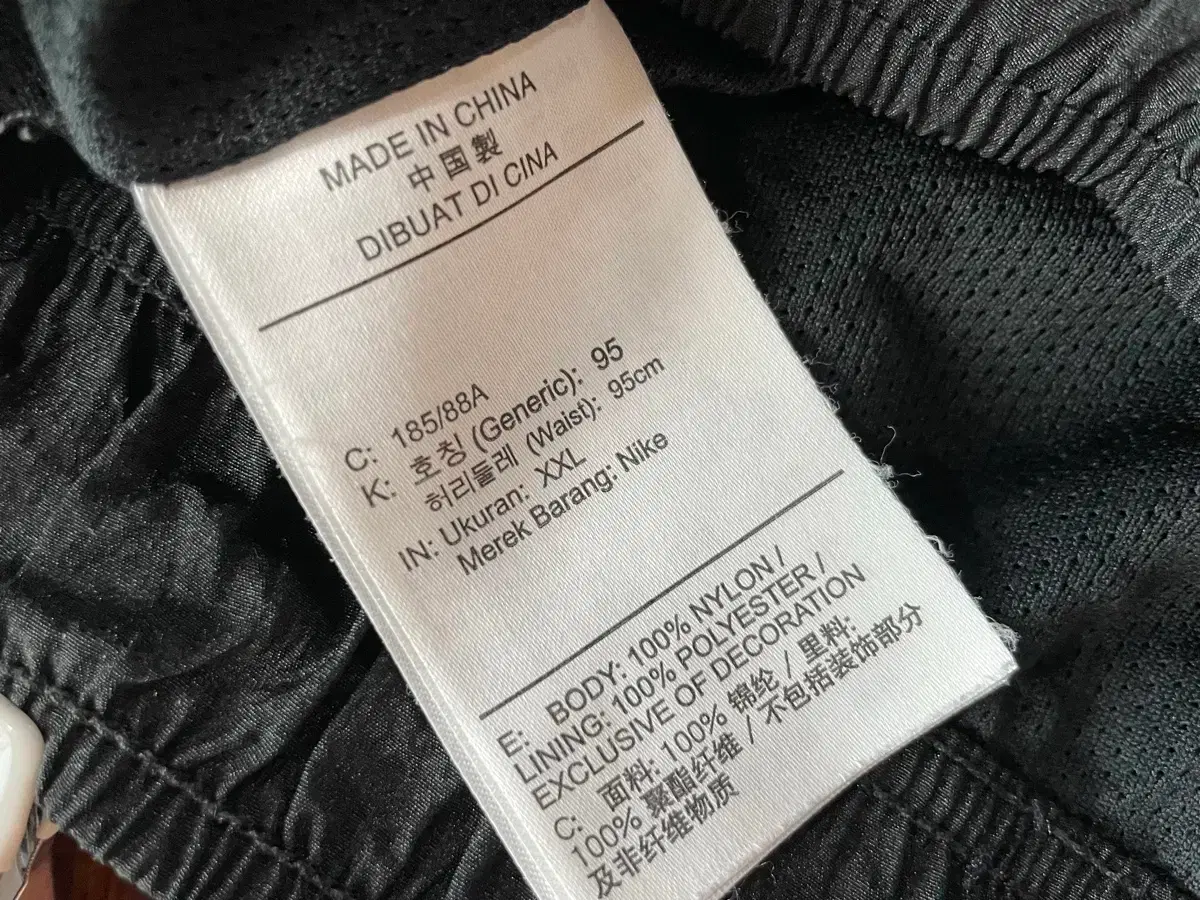 MADE IN CHINA
中国製
DIBUAT DI CINA
C: 185/88A
K: 호칭 (Generic): 95
허리둘레 (Waist): 95cm
IN: Ukuran: XXL
Merek Barang: Nike
E: BODY: 100% NYLON /
LINING: 100% POLYESTER /
EXCLUSIVE OF DECORATION
C: 面料: 100% 锦纶 / 里料:
100% 聚酯纤维 / 不包括装饰部分
及非纤维物质